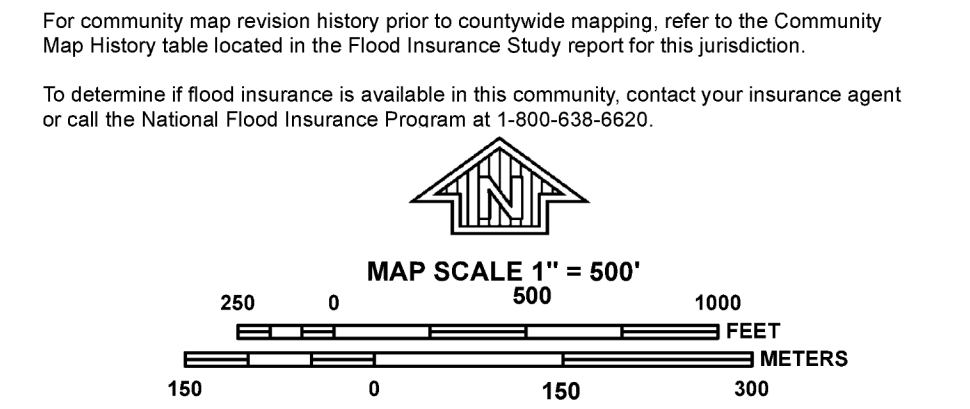 For community map revision history prior to countywide mapping, refer to the Community
Map History table located in the Flood Insurance Study report for this jurisdiction.
To determine if flood insurance is available in this community, contact your insurance agent
or call the National Flood Insurance Program at 1-800-638-6620.
N
MAP SCALE 1" = 500'
250 0 500 1000
FEET
METERS
150 0 150 300